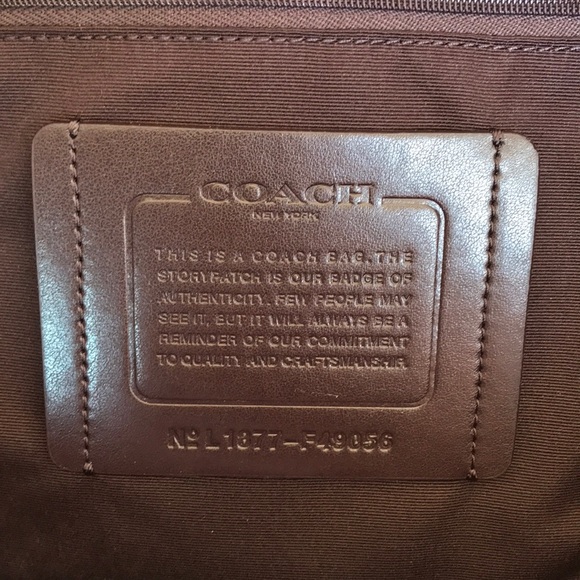 COACH
NEW YORK
THIS IS A COACH BAG. THE
STORYPATCH IS OUR BADGE OF
AUTHENTICITY. FEW PEOPLE MAY
SEE IT, BUT IT WILL ALWAYS BE A
REMINDER OF OUR COMMITMENT
TO QUALITY AND CRAFTSMANSHIP.
Nº L1877-F49056